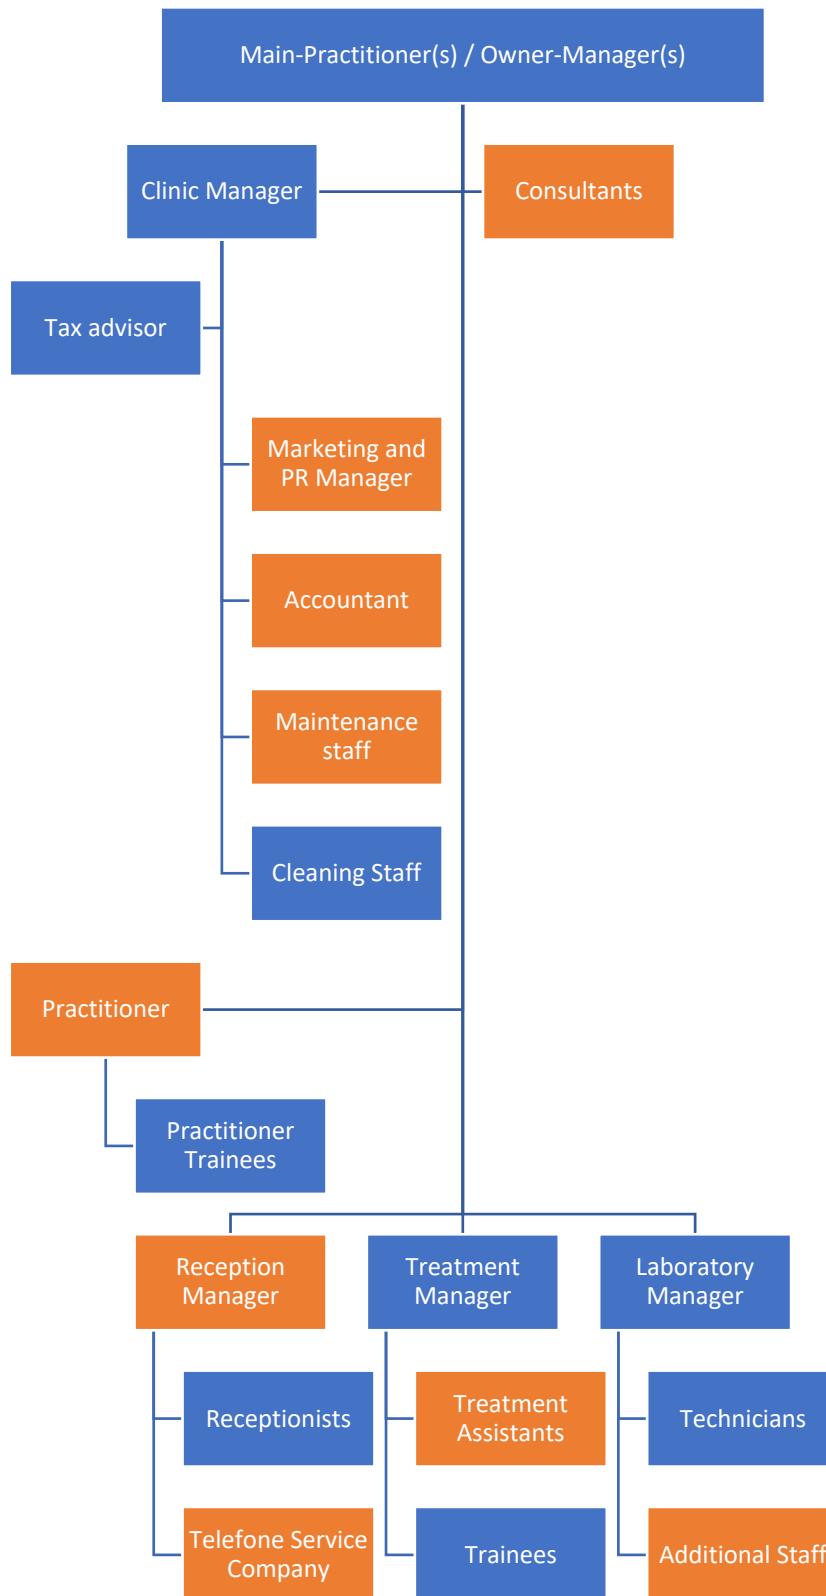 Main-Practitioner(s) / Owner-Manager(s)
Clinic Manager
Consultants
Tax advisor
Marketing and
PR Manager
Accountant
Maintenance
staff
Cleaning Staff
Practitioner
Practitioner
Trainees
Reception
Manager
Treatment
Manager
Laboratory
Manager
Receptionists
Treatment
Assistants
Technicians
Telefone Service
Company
Trainees
Additional Staff